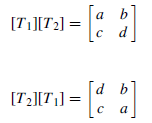 [T₁][T₂] = [a b
c d]
[T₂][T₁] = [d b
c a]